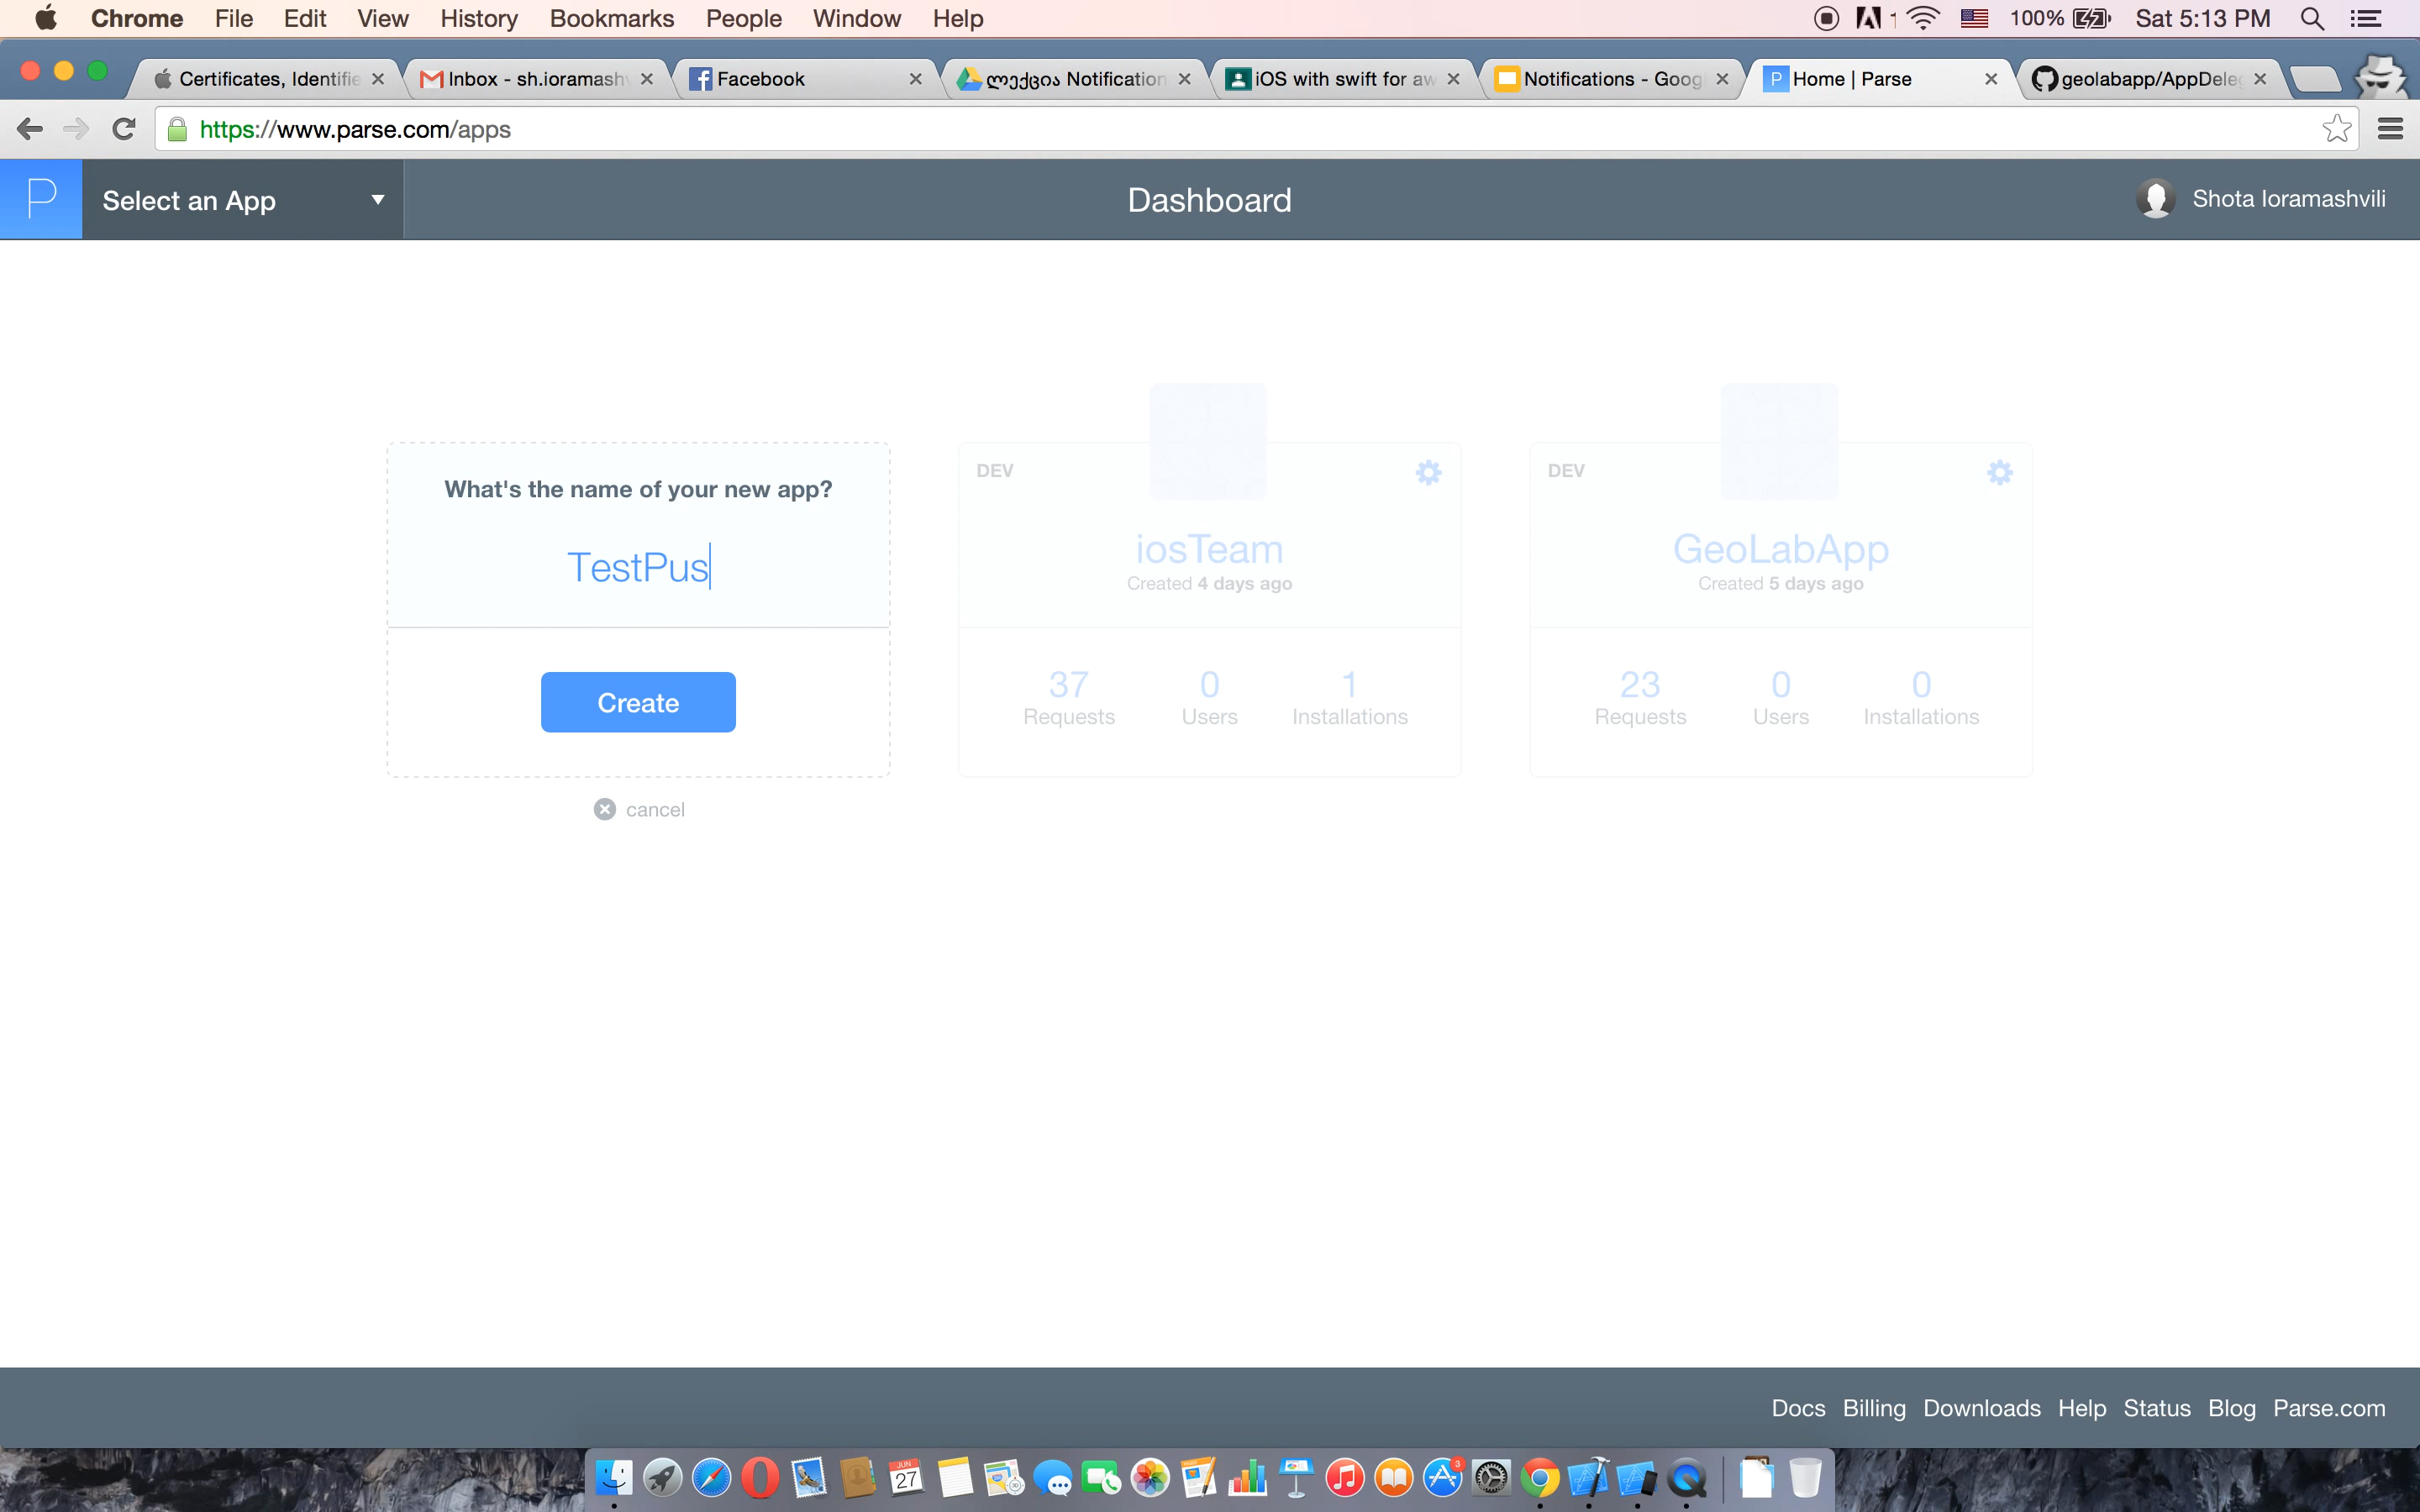 Chrome File Edit View History Bookmarks People Window Help 100% Sat 5:13 PM
Certificates, Identifie Inbox - sh.ioramash Facebook ლექცია Notification iOS with swift for aw Notifications - Goog Home | Parse geolabapp/AppDele
https://www.parse.com/apps
P Select an App Dashboard Shota Ioramashvili
What's the name of your new app?
TestPus
Create
cancel
DEV
iosTeam
Created 4 days ago
37 0 1
Requests Users Installations
DEV
GeoLabApp
Created 5 days ago
23 0 0
Requests Users Installations
Docs Billing Downloads Help Status Blog Parse.com
JUN
27
3